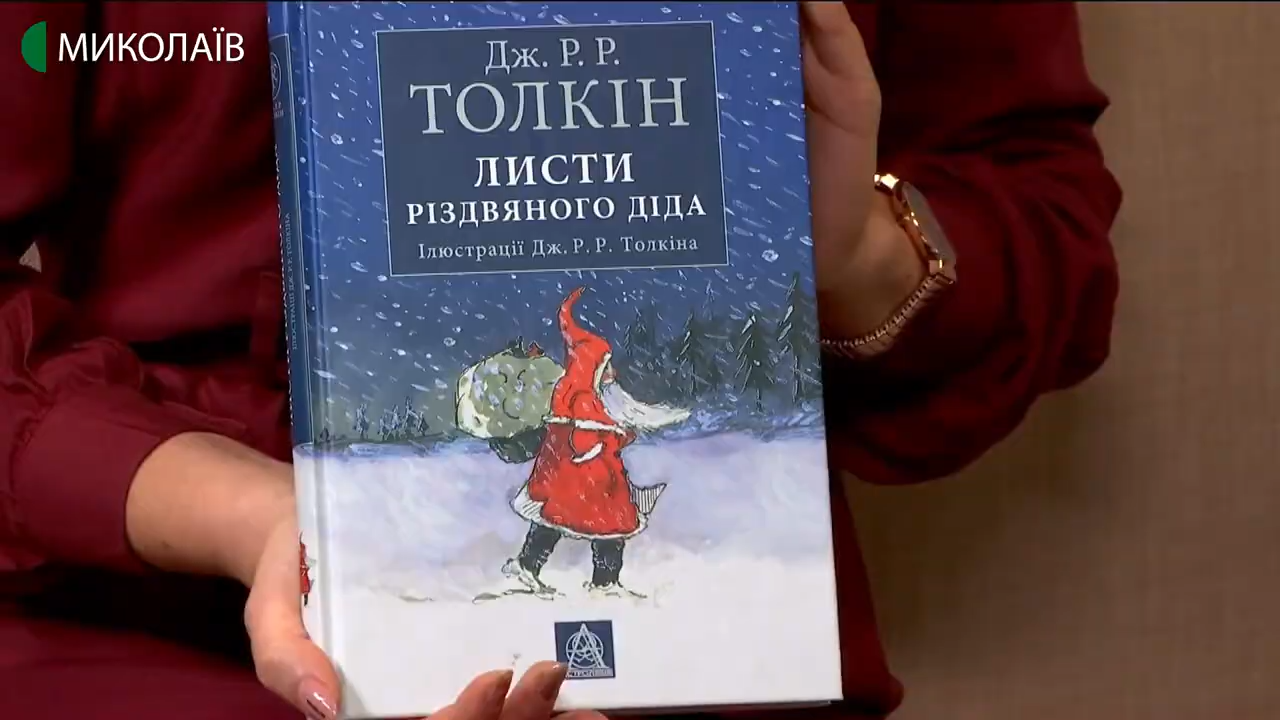 МИКОЛАЇВ
Дж. Р. Р.
ТОЛКІН
ЛИСТИ
РІЗДВЯНОГО ДІДА
Ілюстрації Дж. Р. Р. Толкіна